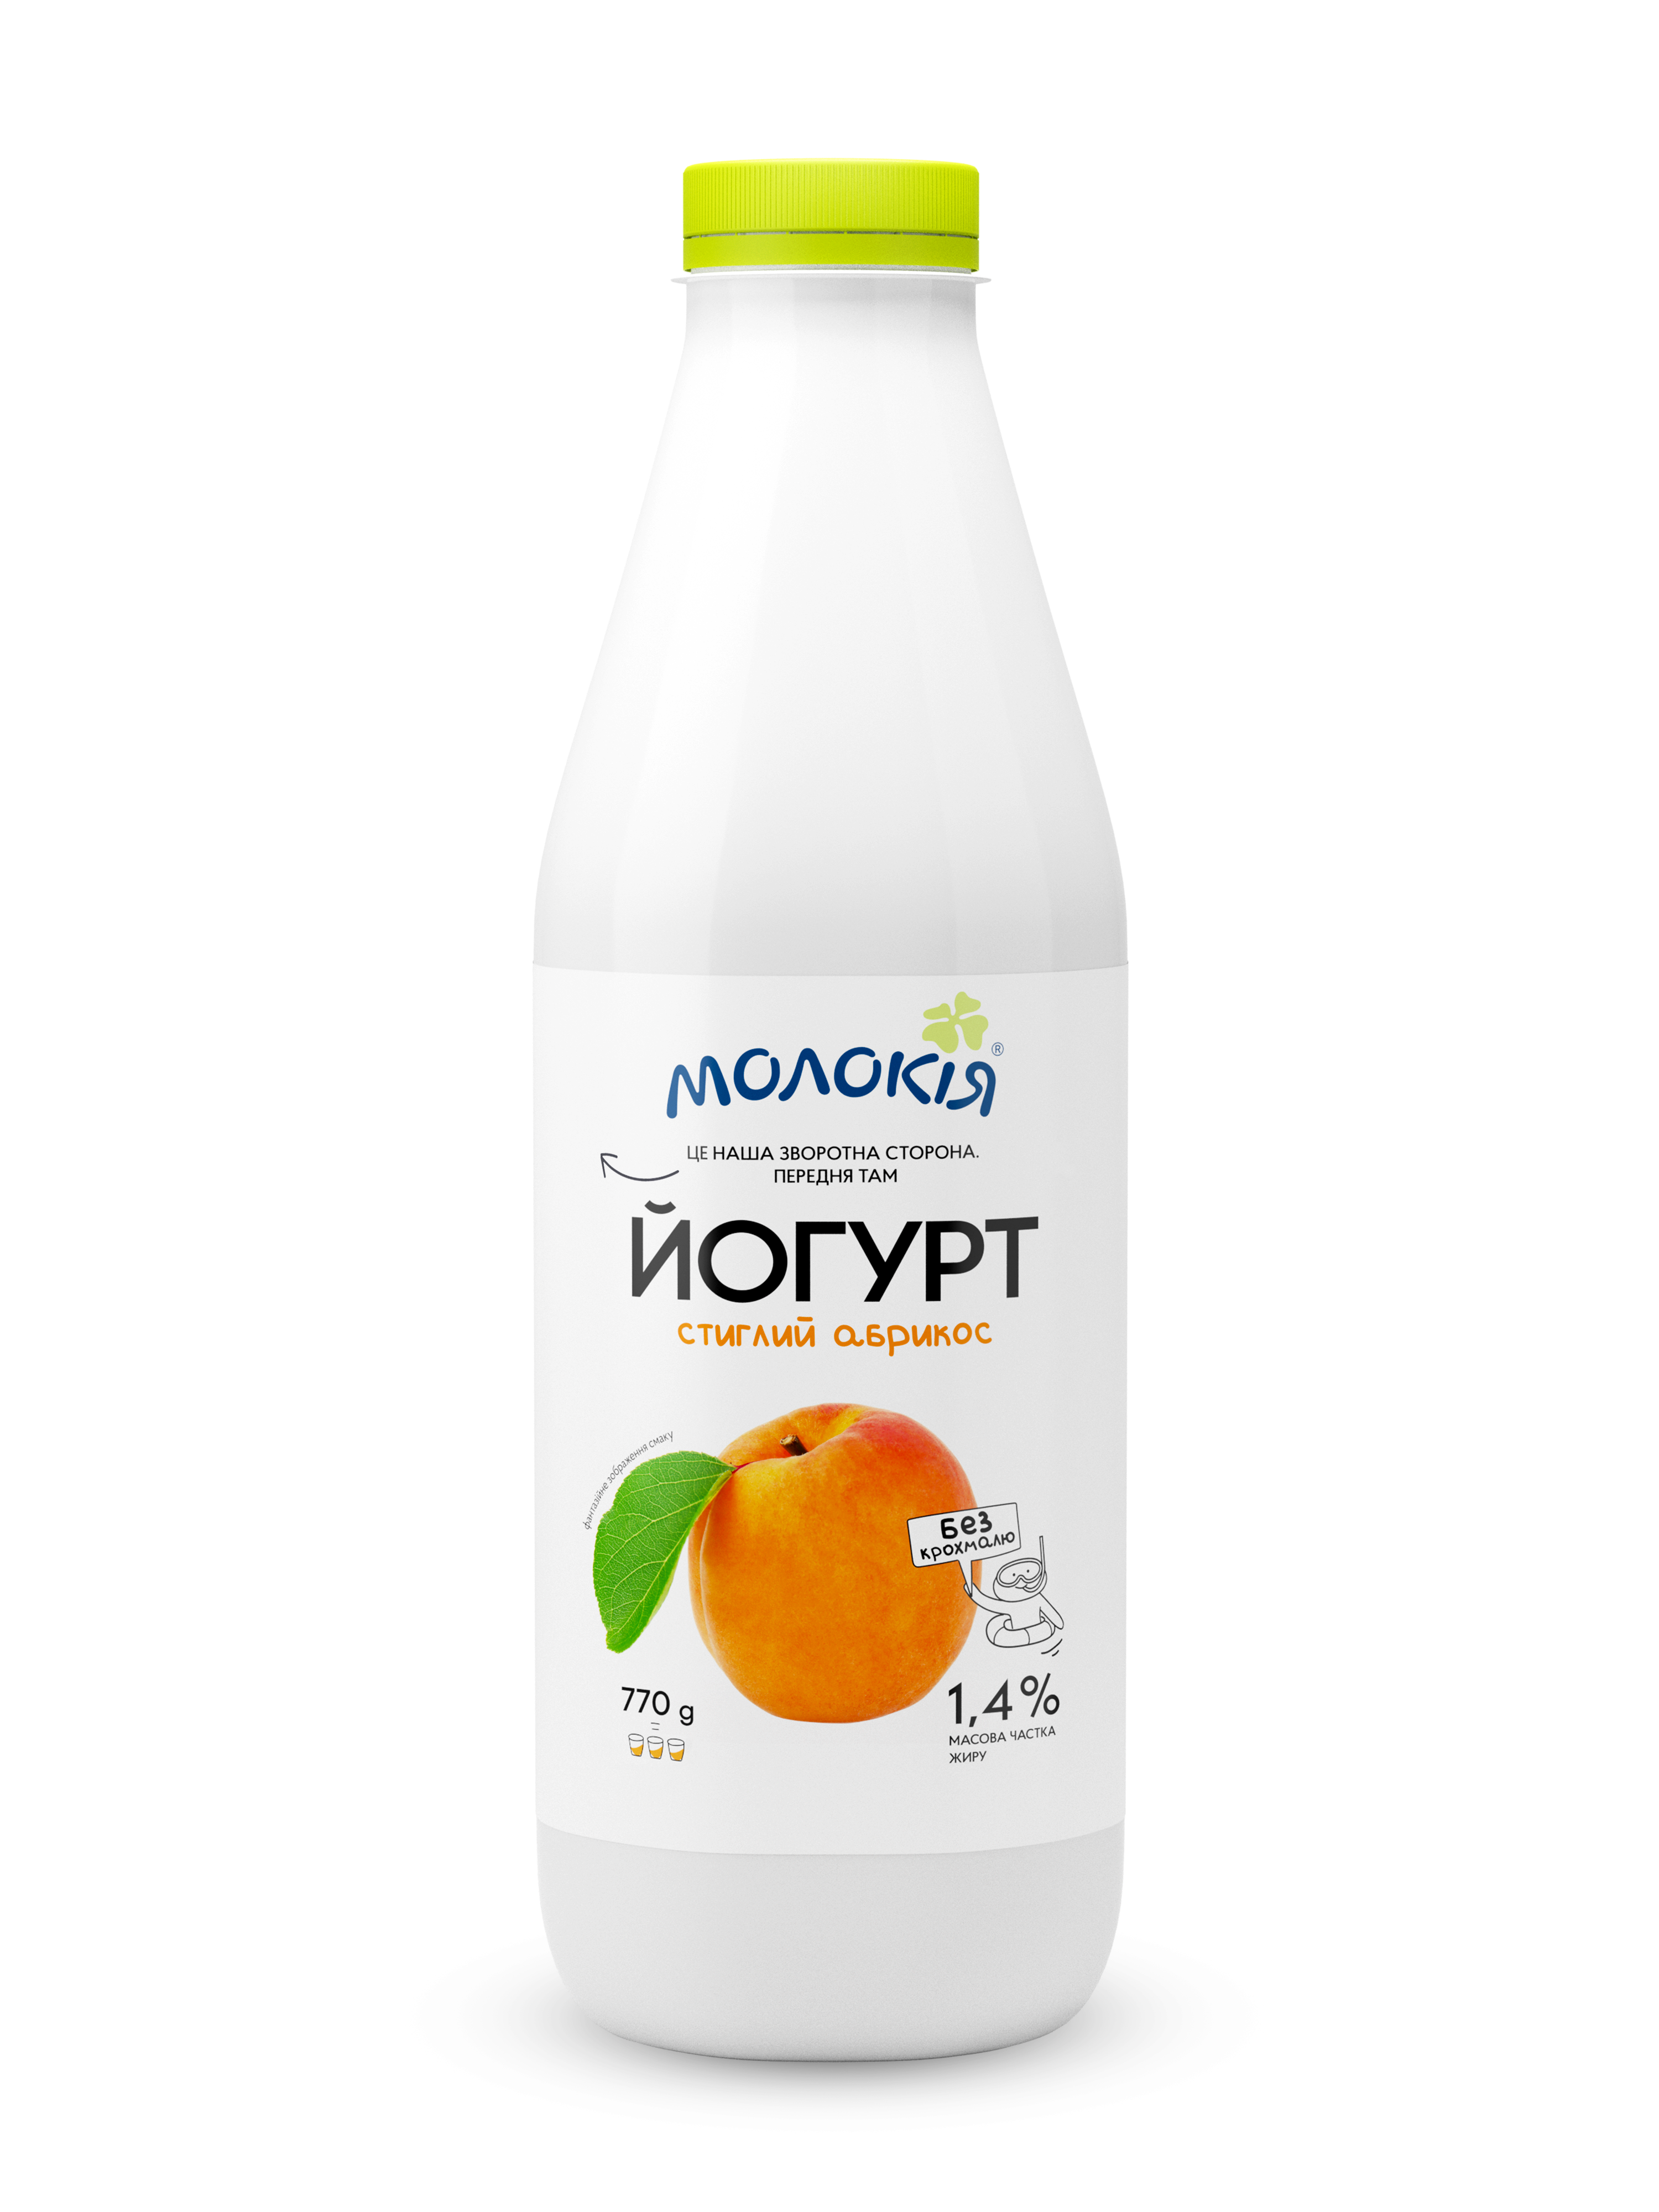 молокія®
ЦЕ НАША ЗВОРОТНА СТОРОНА.
ПЕРЕДНЯ ТАМ
ЙОГУРТ
стиглий абрикос
фантазійне зображення смаку
Без
крохмалю
770 g
=
1,4%
МАСОВА ЧАСТКА
ЖИРУ